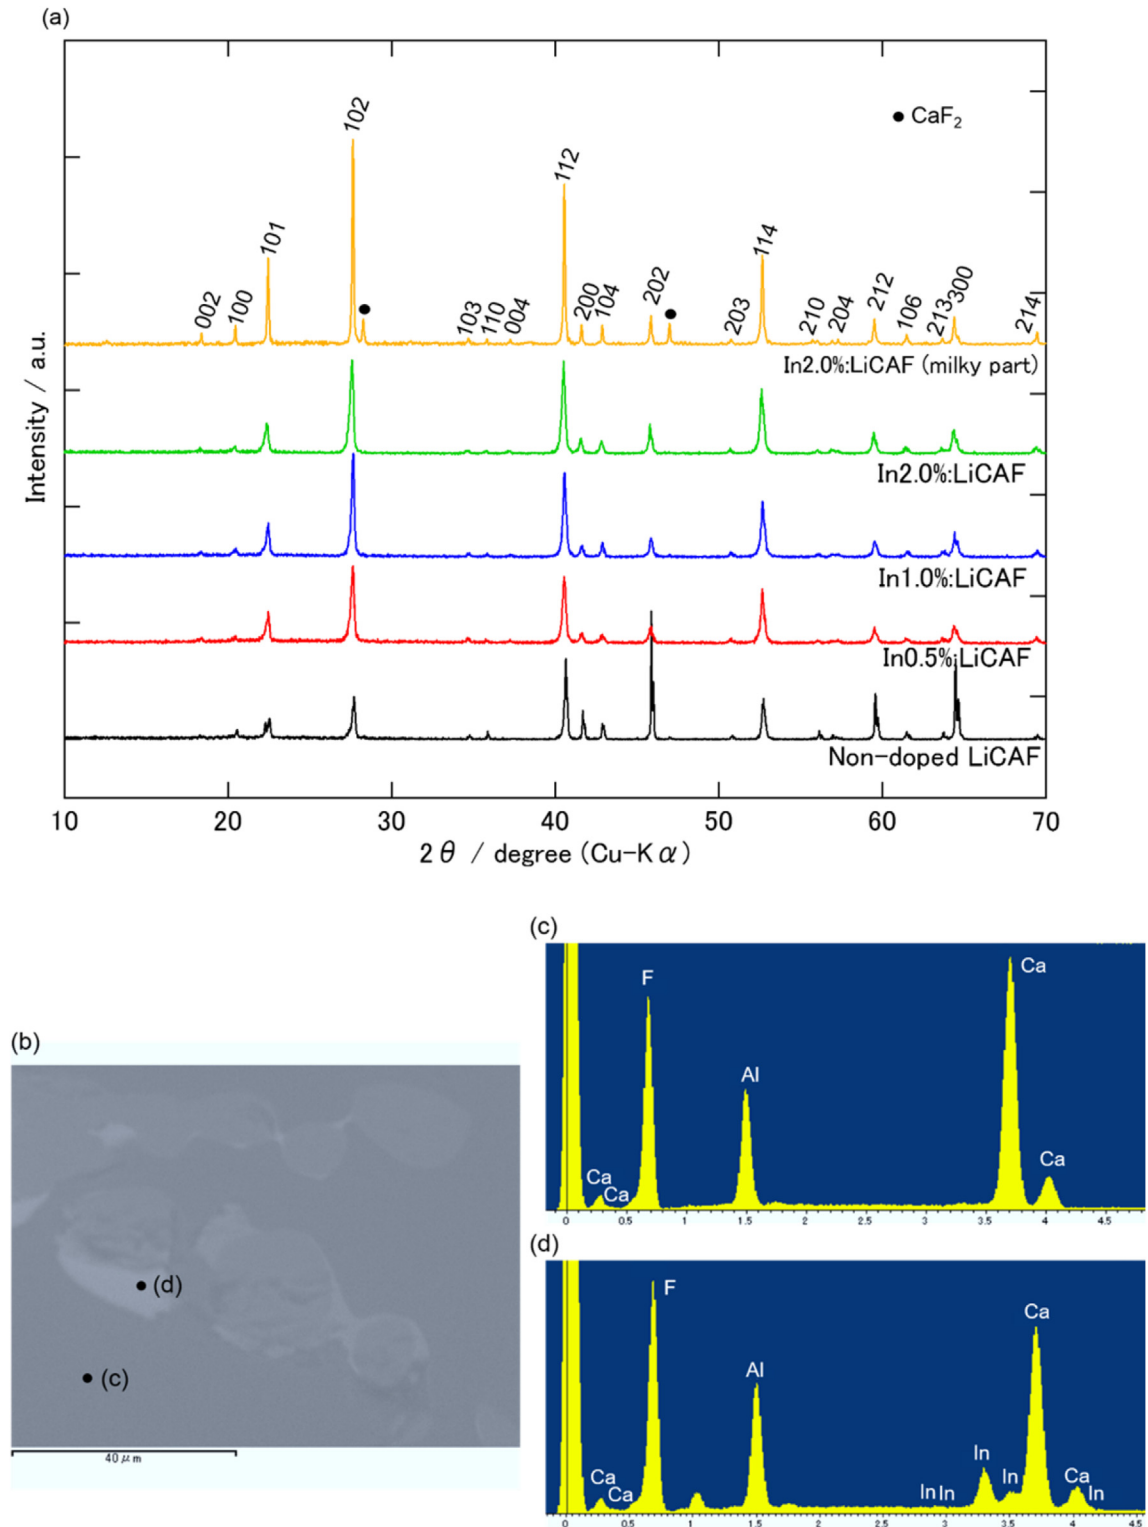 (a)
● CaF₂
002
100
101
102
103
110
004
112
200
104
202
203
114
210
204
212
106
213
300
214
In2.0%:LiCAF (milky part)
In2.0%:LiCAF
In1.0%:LiCAF
In0.5%:LiCAF
Non-doped LiCAF
Intensity / a.u.
10 20 30 40 50 60 70
2θ / degree (Cu-Kα)
(b)
(d)
(c)
40μm
(c)
F
Al
Ca
Ca
Ca
Ca
0 0.5 1 1.5 2 2.5 3 3.5 4 4.5
(d)
F
Al
Ca
In
In
Ca
In
In In
Ca
Ca
0 0.5 1 1.5 2 2.5 3 3.5 4 4.5